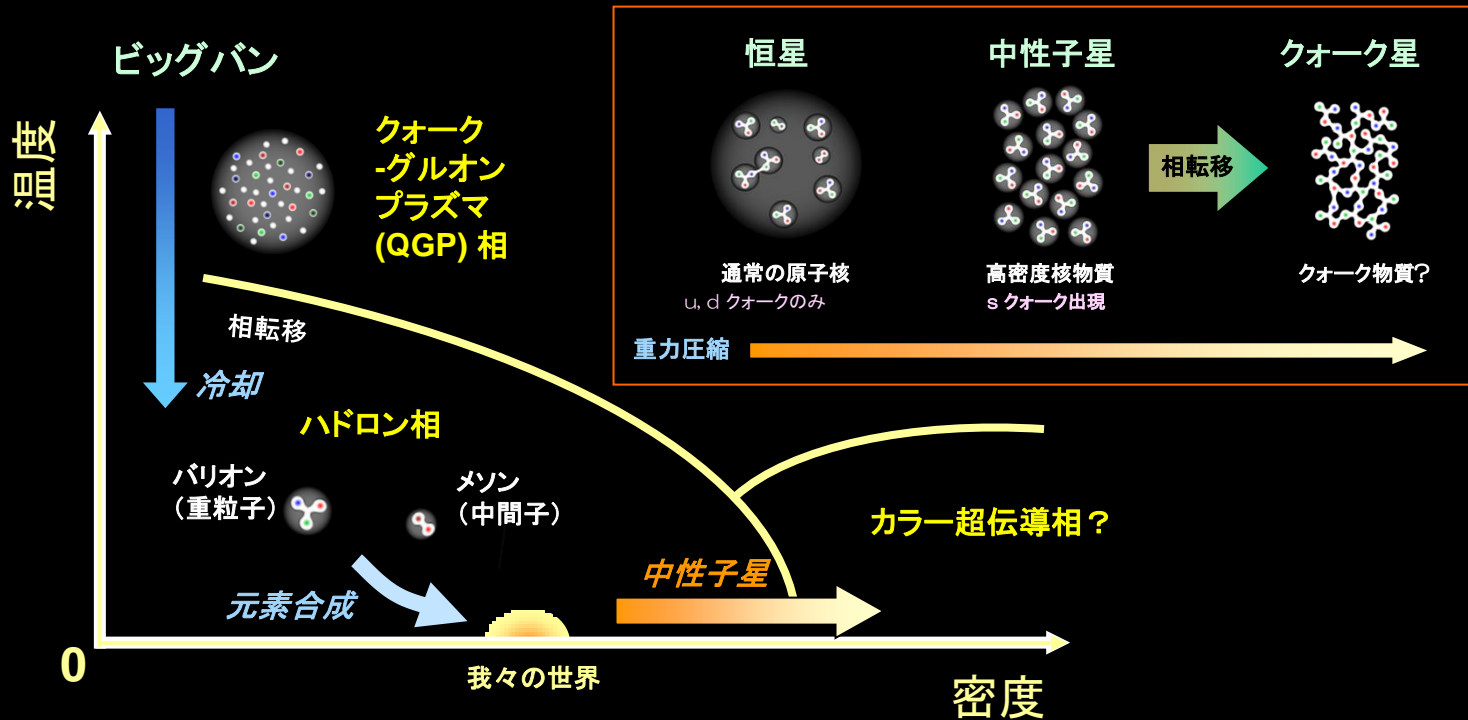 ビッグバン
温度
クォーク
-グルオン
プラズマ
(QGP) 相
相転移
冷却
ハドロン相
バリオン
（重粒子）
メソン
（中間子）
元素合成
中性子星
カラー超伝導相？
0
我々の世界
密度
恒星
中性子星
クォーク星
相転移
通常の原子核
u, d クォークのみ
高密度核物質
s クォーク出現
クォーク物質?
重力圧縮